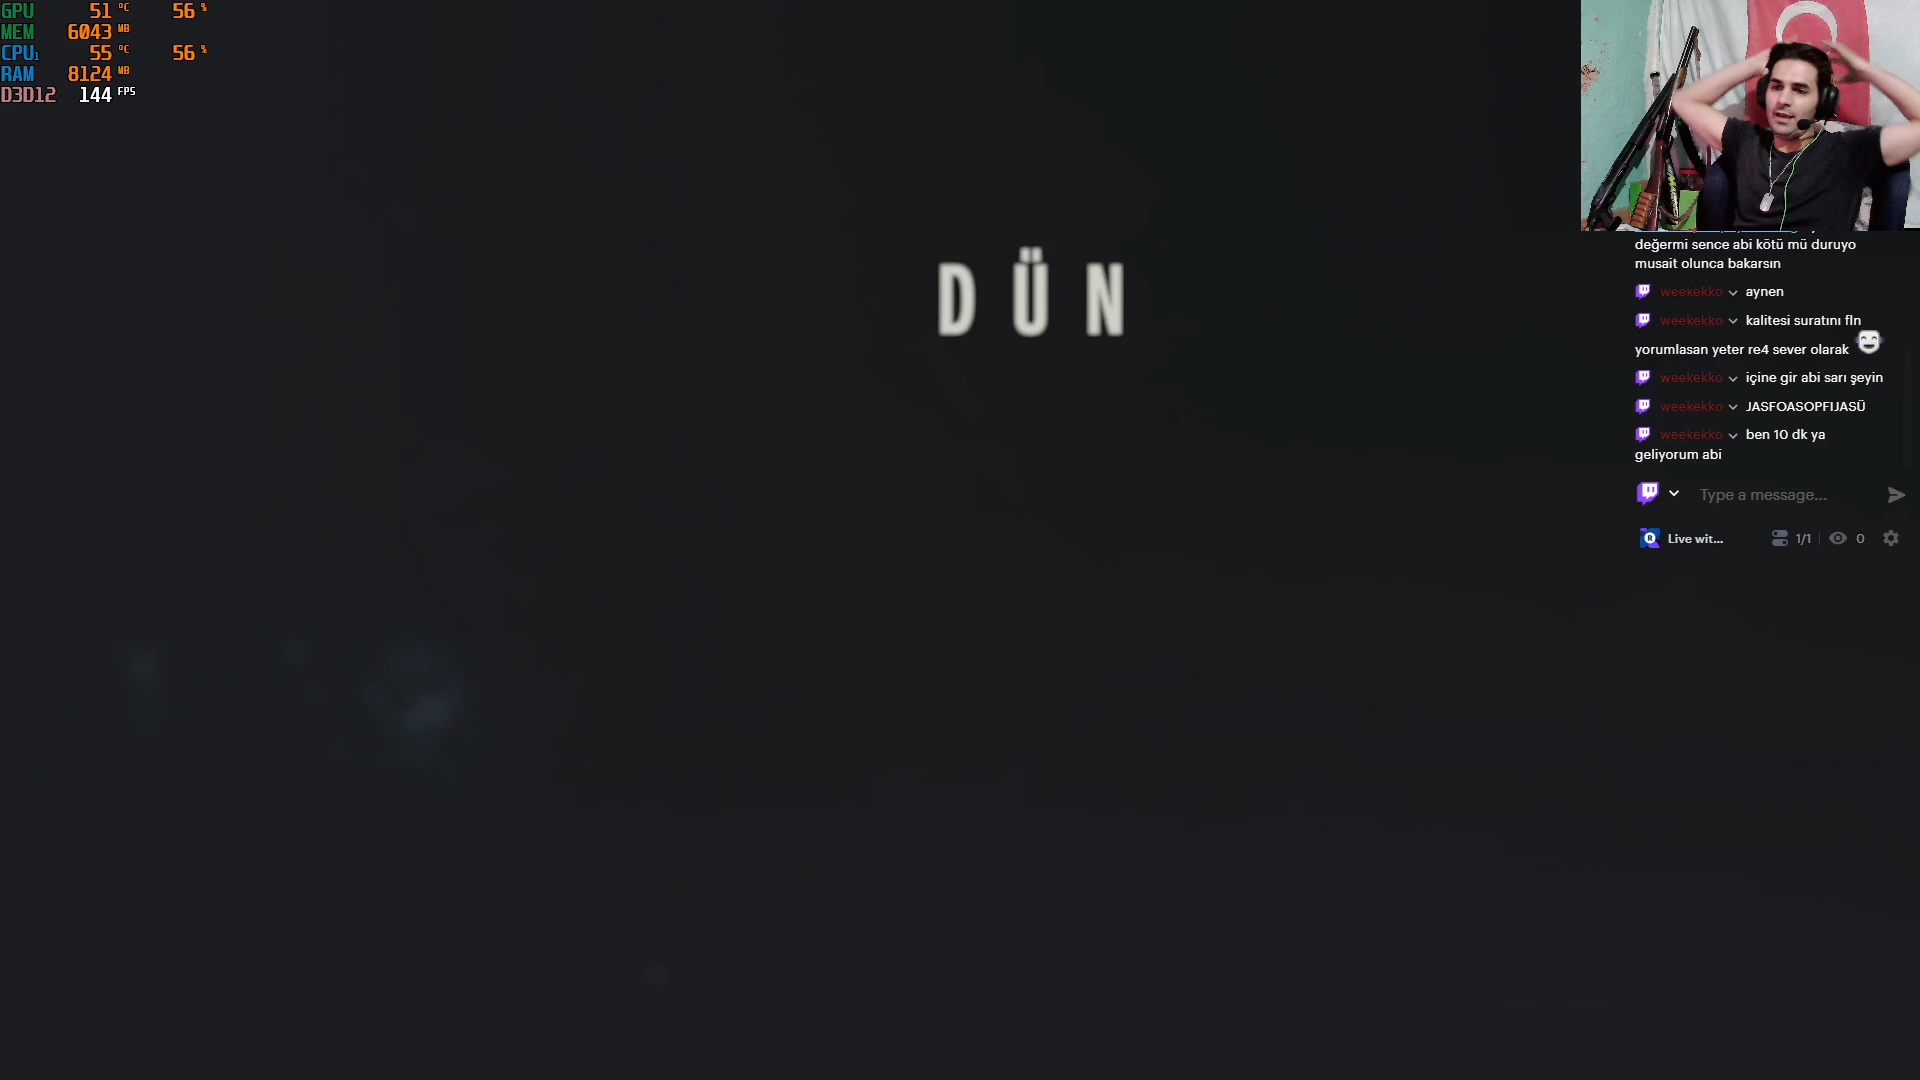 GPU 51 °C 56 %
MEM 6043 MB
CPU1 55 °C 56 %
RAM 8124 MB
D3D12 144 FPS
DÜN
değermi sence abi kötü mü duruyo
musait olunca bakarsın
weekekko aynen
weekekko kalitesi suratını fln
yorumlasan yeter re4 sever olarak
weekekko içine gir abi sarı şeyin
weekekko JASFOASOPFIJASÜ
weekekko ben 10 dk ya
geliyorum abi
Type a message...
Live wit... 1/1 0